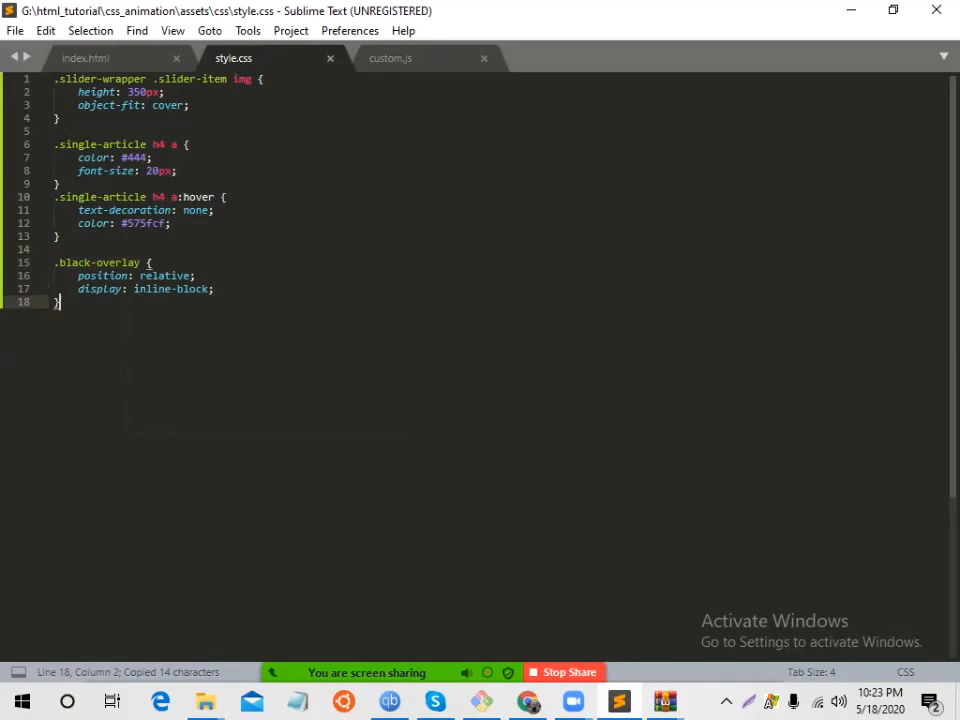 G:\html_tutorial\css_animation\assets\css\style.css - Sublime Text (UNREGISTERED)
File Edit Selection Find View Goto Tools Project Preferences Help
index.html style.css custom.js
1 .slider-wrapper .slider-item img {
2 height: 350px;
3 object-fit: cover;
4 }
5
6 .single-article h4 a {
7 color: #444;
8 font-size: 20px;
9 }
10 .single-article h4 a:hover {
11 text-decoration: none;
12 color: #575fcf;
13 }
14
15 .black-overlay {
16 position: relative;
17 display: inline-block;
18 }
Activate Windows
Go to Settings to activate Windows.
Line 18, Column 2; Copied 14 characters You are screen sharing Stop Share Tab Size: 4 CSS
10:23 PM
5/18/2020